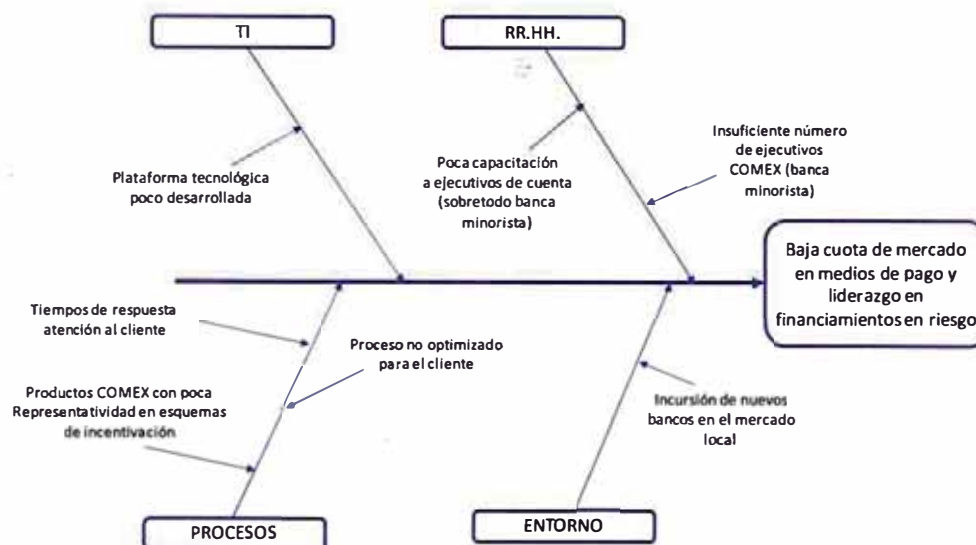 TI
RR.HH.
Plataforma tecnológica
poco desarrollada
Poca capacitación
a ejecutivos de cuenta
(sobretodo banca
minorista)
Insuficiente número
de ejecutivos
COMEX (banca
minorista)
Baja cuota de mercado
en medios de pago y
liderazgo en
financiamientos en riesgo
Tiempos de respuesta
atención al cliente
Proceso no optimizado
para el cliente
Productos COMEX con poca
Representatividad en esquemas
de incentivación
Incursión de nuevos
bancos en el mercado
local
PROCESOS
ENTORNO